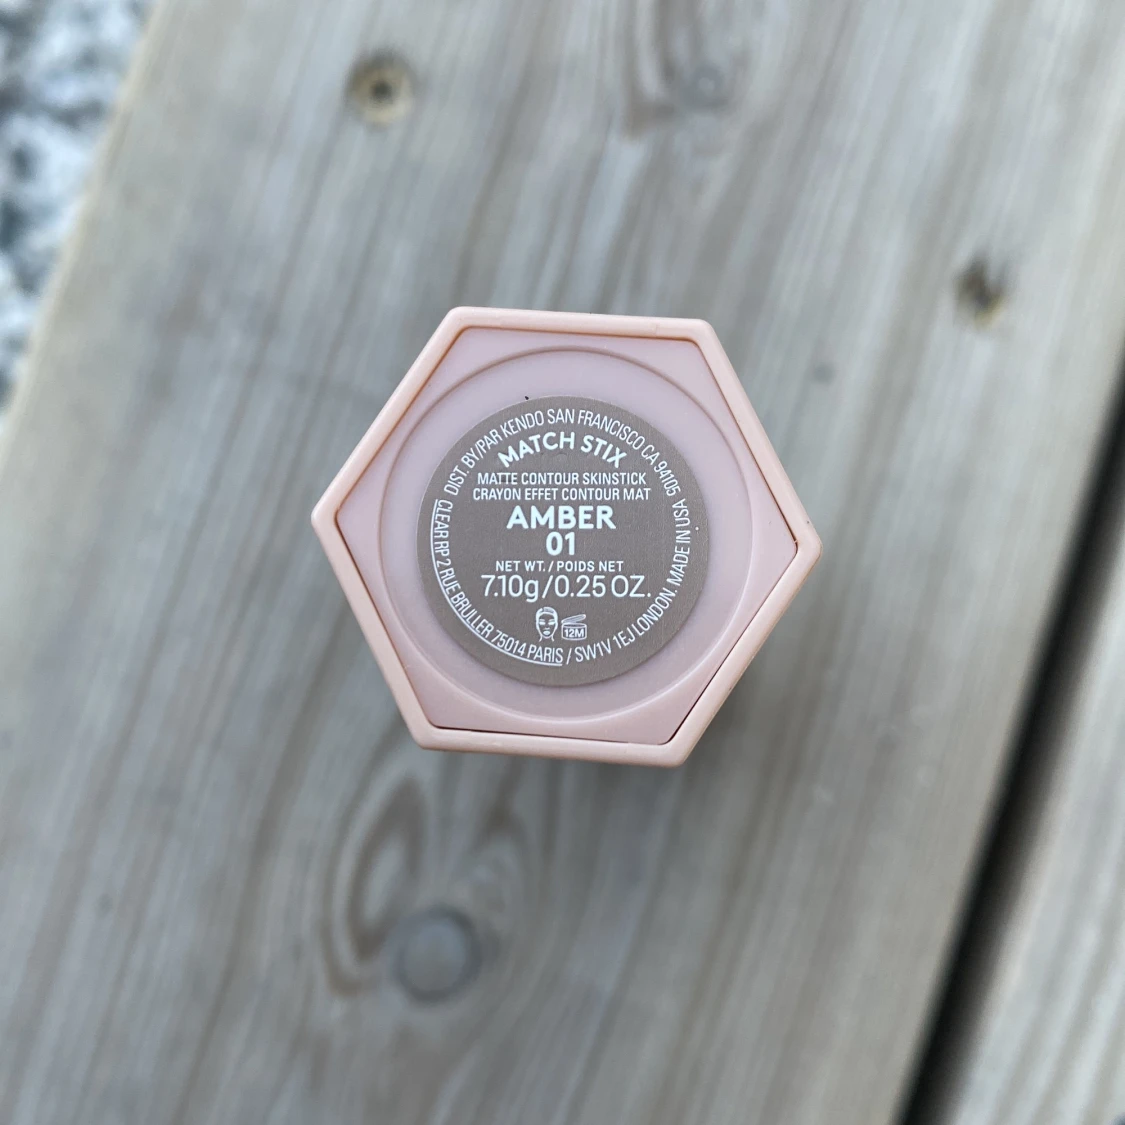 DIST. BY/PAR KENDO SAN FRANCISCO CA 94105
MATCH STIX
MATTE CONTOUR SKINSTICK
CRAYON EFFET CONTOUR MAT
AMBER
01
NET WT. / POIDS NET
7.10g/0.25 OZ.
12M
CLEAR RP 2 RUE BRULLER 75014 PARIS / SW1V 1EJ LONDON. MADE IN USA.